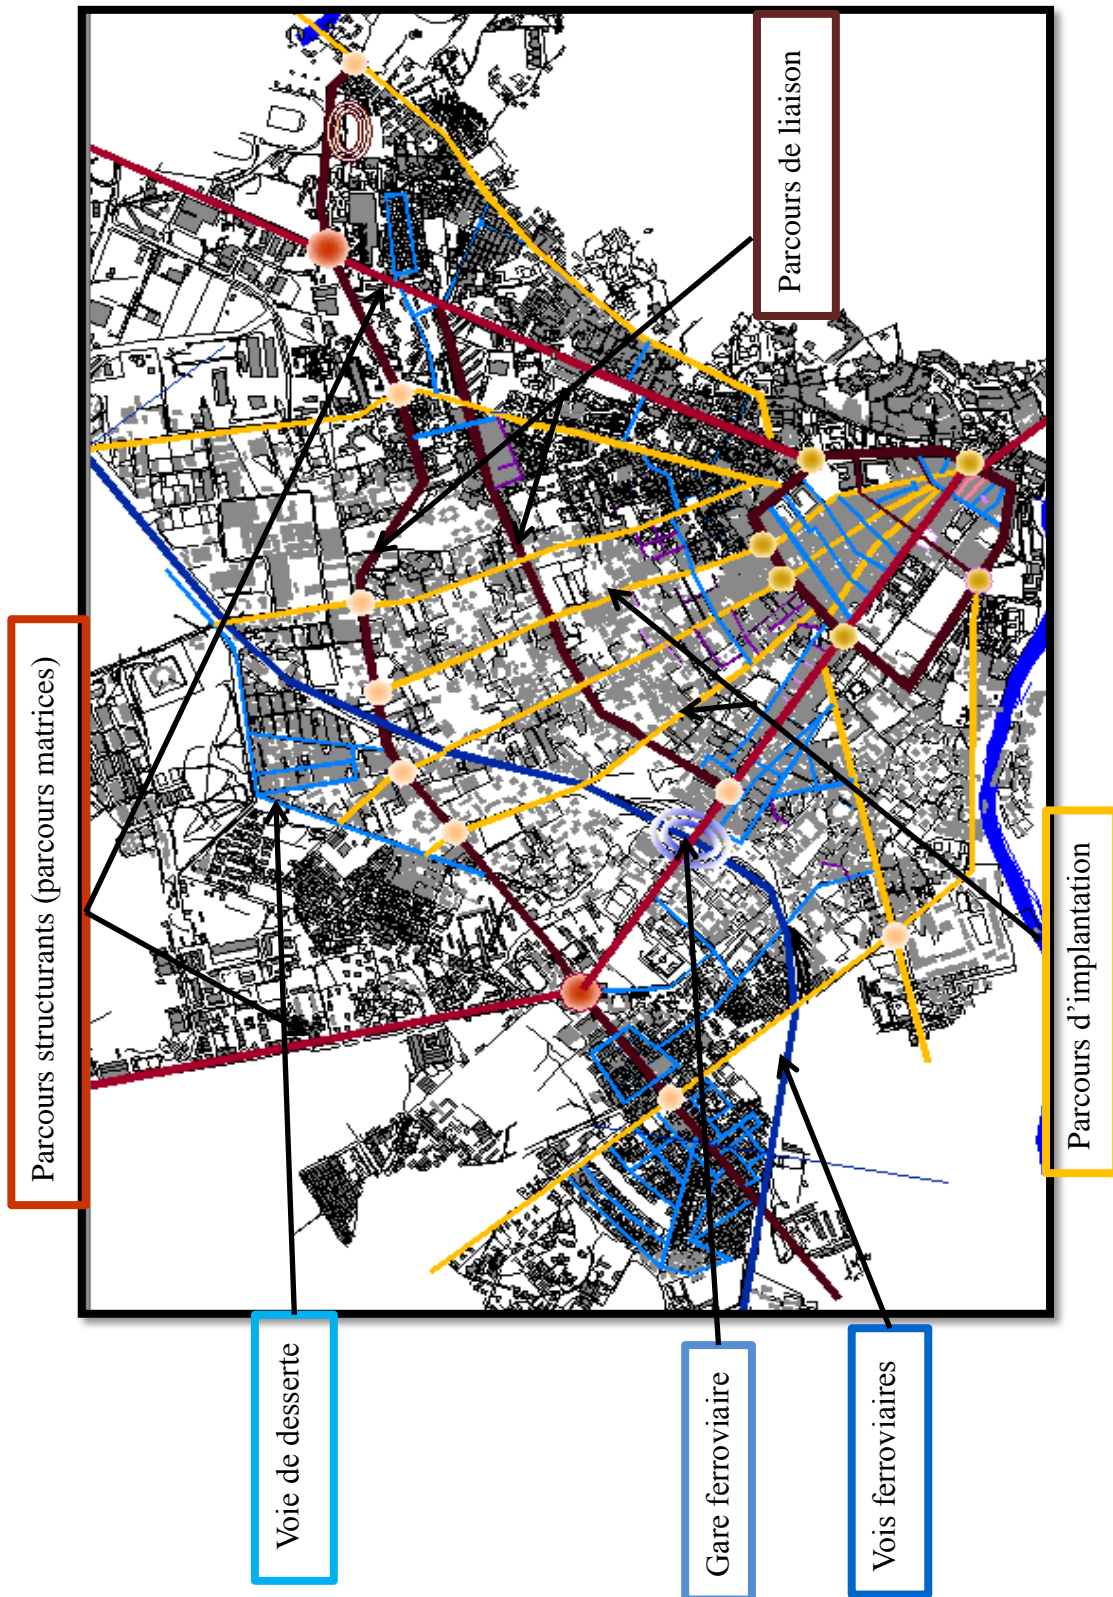 Parcours structurants (parcours matrices)
Voie de desserte
Gare ferroviaire
Vois ferroviaires
Parcours de liaison
Parcours d’implantation